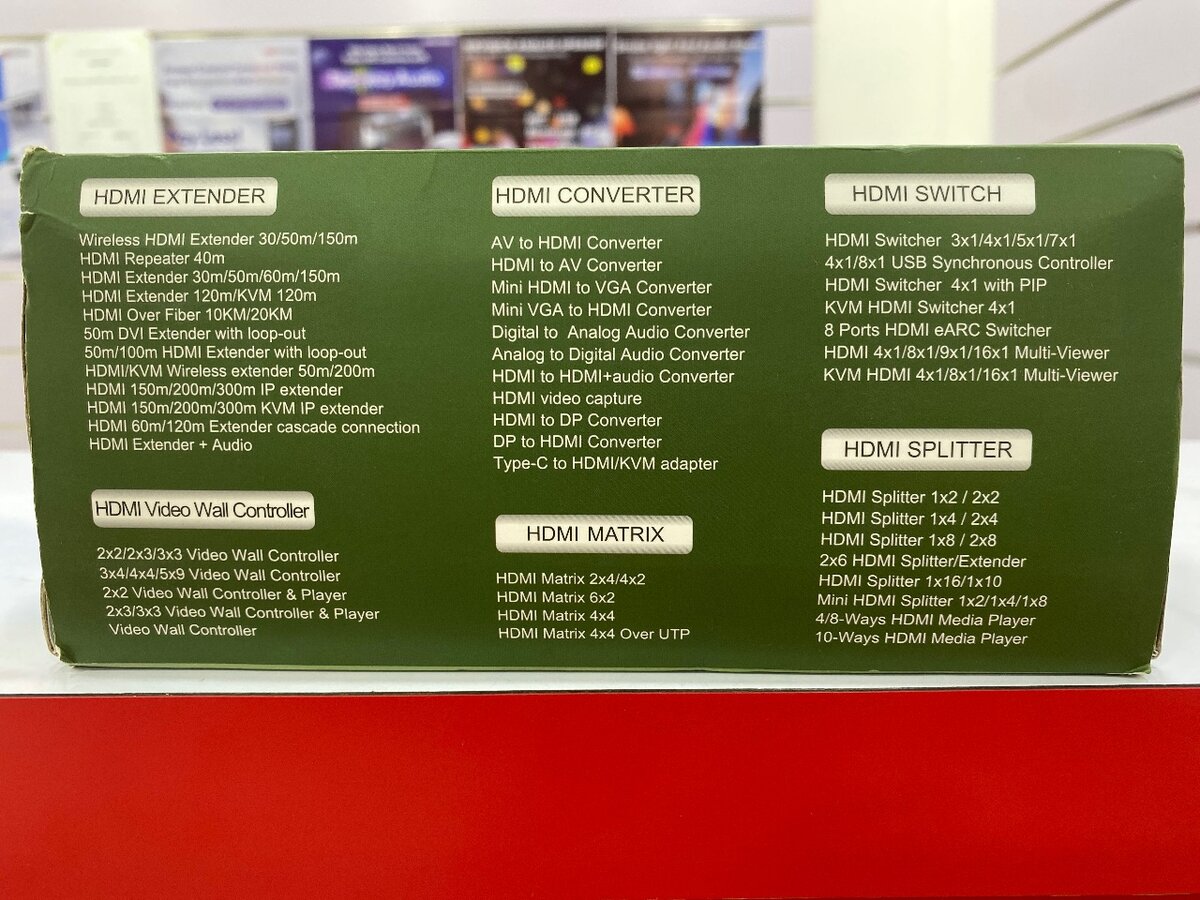 HDMI EXTENDER
Wireless HDMI Extender 30/50m/150m
HDMI Repeater 40m
HDMI Extender 30m/50m/60m/150m
HDMI Extender 120m/KVM 120m
HDMI Over Fiber 10KM/20KM
50m DVI Extender with loop-out
50m/100m HDMI Extender with loop-out
HDMI/KVM Wireless extender 50m/200m
HDMI 150m/200m/300m IP extender
HDMI 150m/200m/300m KVM IP extender
HDMI 60m/120m Extender cascade connection
HDMI Extender + Audio
HDMI Video Wall Controller
2x2/2x3/3x3 Video Wall Controller
3x4/4x4/5x9 Video Wall Controller
2x2 Video Wall Controller & Player
2x3/3x3 Video Wall Controller & Player
Video Wall Controller
HDMI CONVERTER
AV to HDMI Converter
HDMI to AV Converter
Mini HDMI to VGA Converter
Mini VGA to HDMI Converter
Digital to Analog Audio Converter
Analog to Digital Audio Converter
HDMI to HDMI+audio Converter
HDMI video capture
HDMI to DP Converter
DP to HDMI Converter
Type-C to HDMI/KVM adapter
HDMI MATRIX
HDMI Matrix 2x4/4x2
HDMI Matrix 6x2
HDMI Matrix 4x4
HDMI Matrix 4x4 Over UTP
HDMI SWITCH
HDMI Switcher 3x1/4x1/5x1/7x1
4x1/8x1 USB Synchronous Controller
HDMI Switcher 4x1 with PIP
KVM HDMI Switcher 4x1
8 Ports HDMI eARC Switcher
HDMI 4x1/8x1/9x1/16x1 Multi-Viewer
KVM HDMI 4x1/8x1/16x1 Multi-Viewer
HDMI SPLITTER
HDMI Splitter 1x2 / 2x2
HDMI Splitter 1x4 / 2x4
HDMI Splitter 1x8 / 2x8
2x6 HDMI Splitter/Extender
HDMI Splitter 1x16/1x10
Mini HDMI Splitter 1x2/1x4/1x8
4/8-Ways HDMI Media Player
10-Ways HDMI Media Player